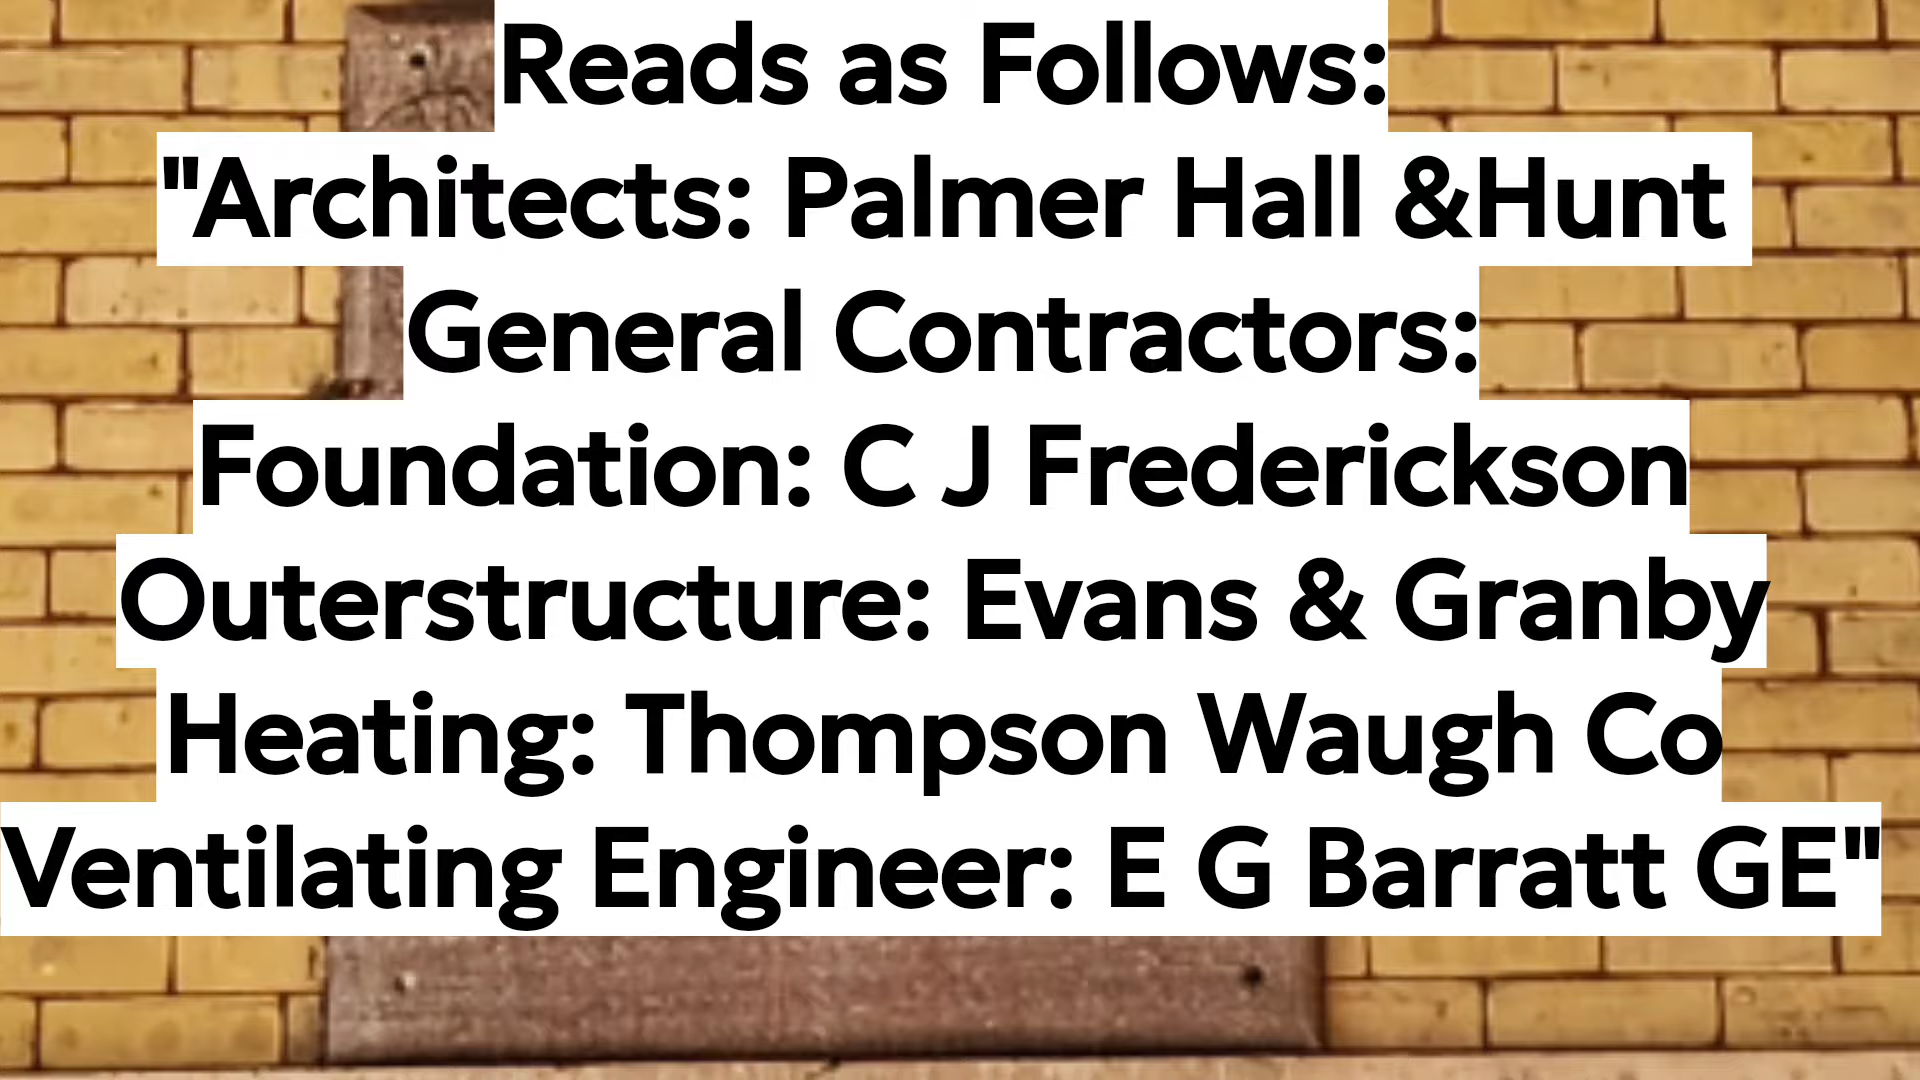 Reads as Follows:
"Architects: Palmer Hall &Hunt
General Contractors:
Foundation: C J Frederickson
Outerstructure: Evans & Granby
Heating: Thompson Waugh Co
Ventilating Engineer: E G Barratt GE"